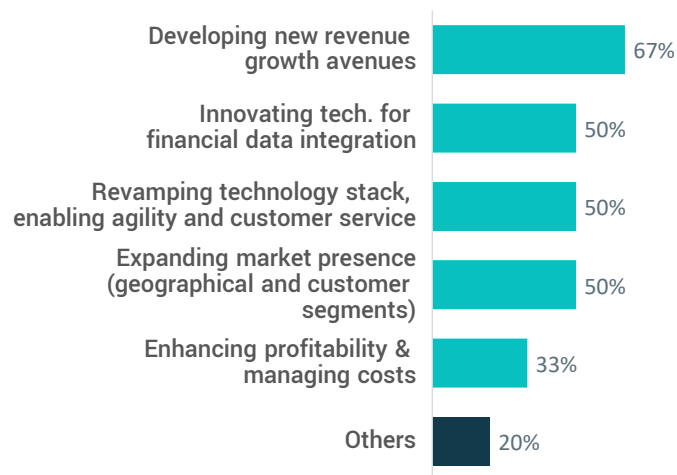 Developing new revenue
growth avenues
67%
Innovating tech. for
financial data integration
50%
Revamping technology stack,
enabling agility and customer service
50%
Expanding market presence
(geographical and customer
segments)
50%
Enhancing profitability &
managing costs
33%
Others
20%